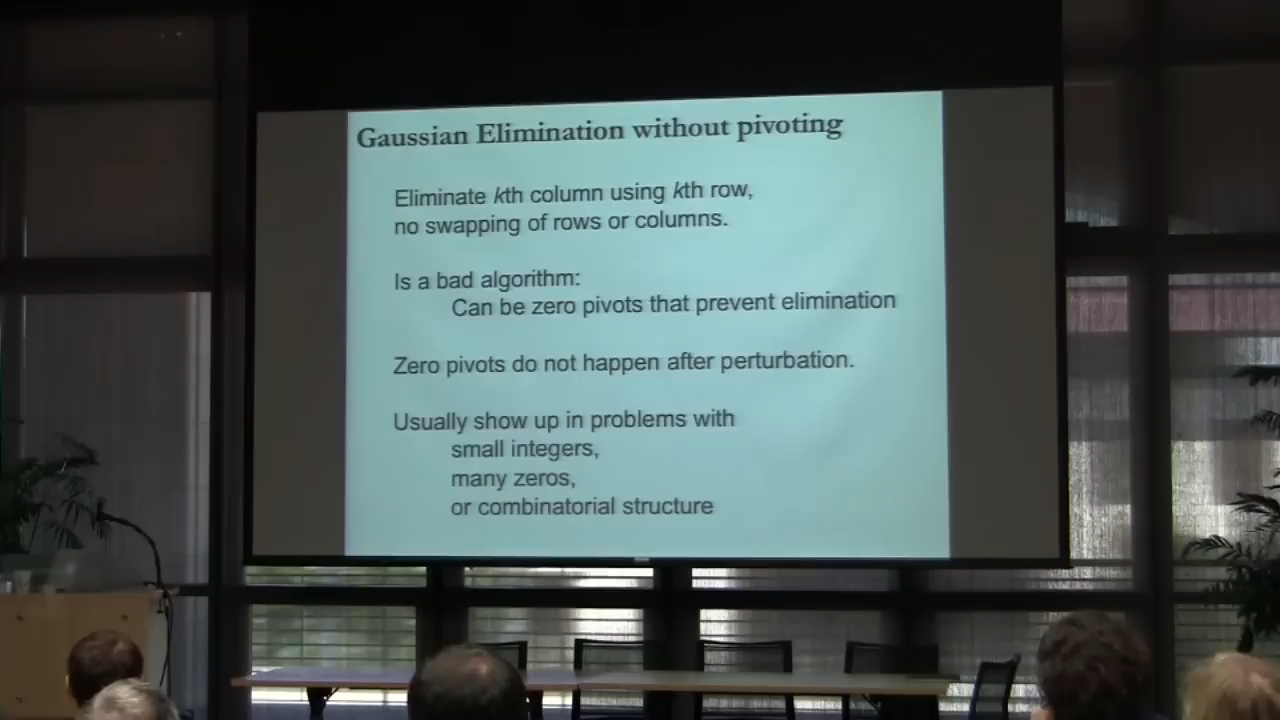 Gaussian Elimination without pivoting
Eliminate kth column using kth row,
no swapping of rows or columns.
Is a bad algorithm:
Can be zero pivots that prevent elimination
Zero pivots do not happen after perturbation.
Usually show up in problems with
small integers,
many zeros,
or combinatorial structure